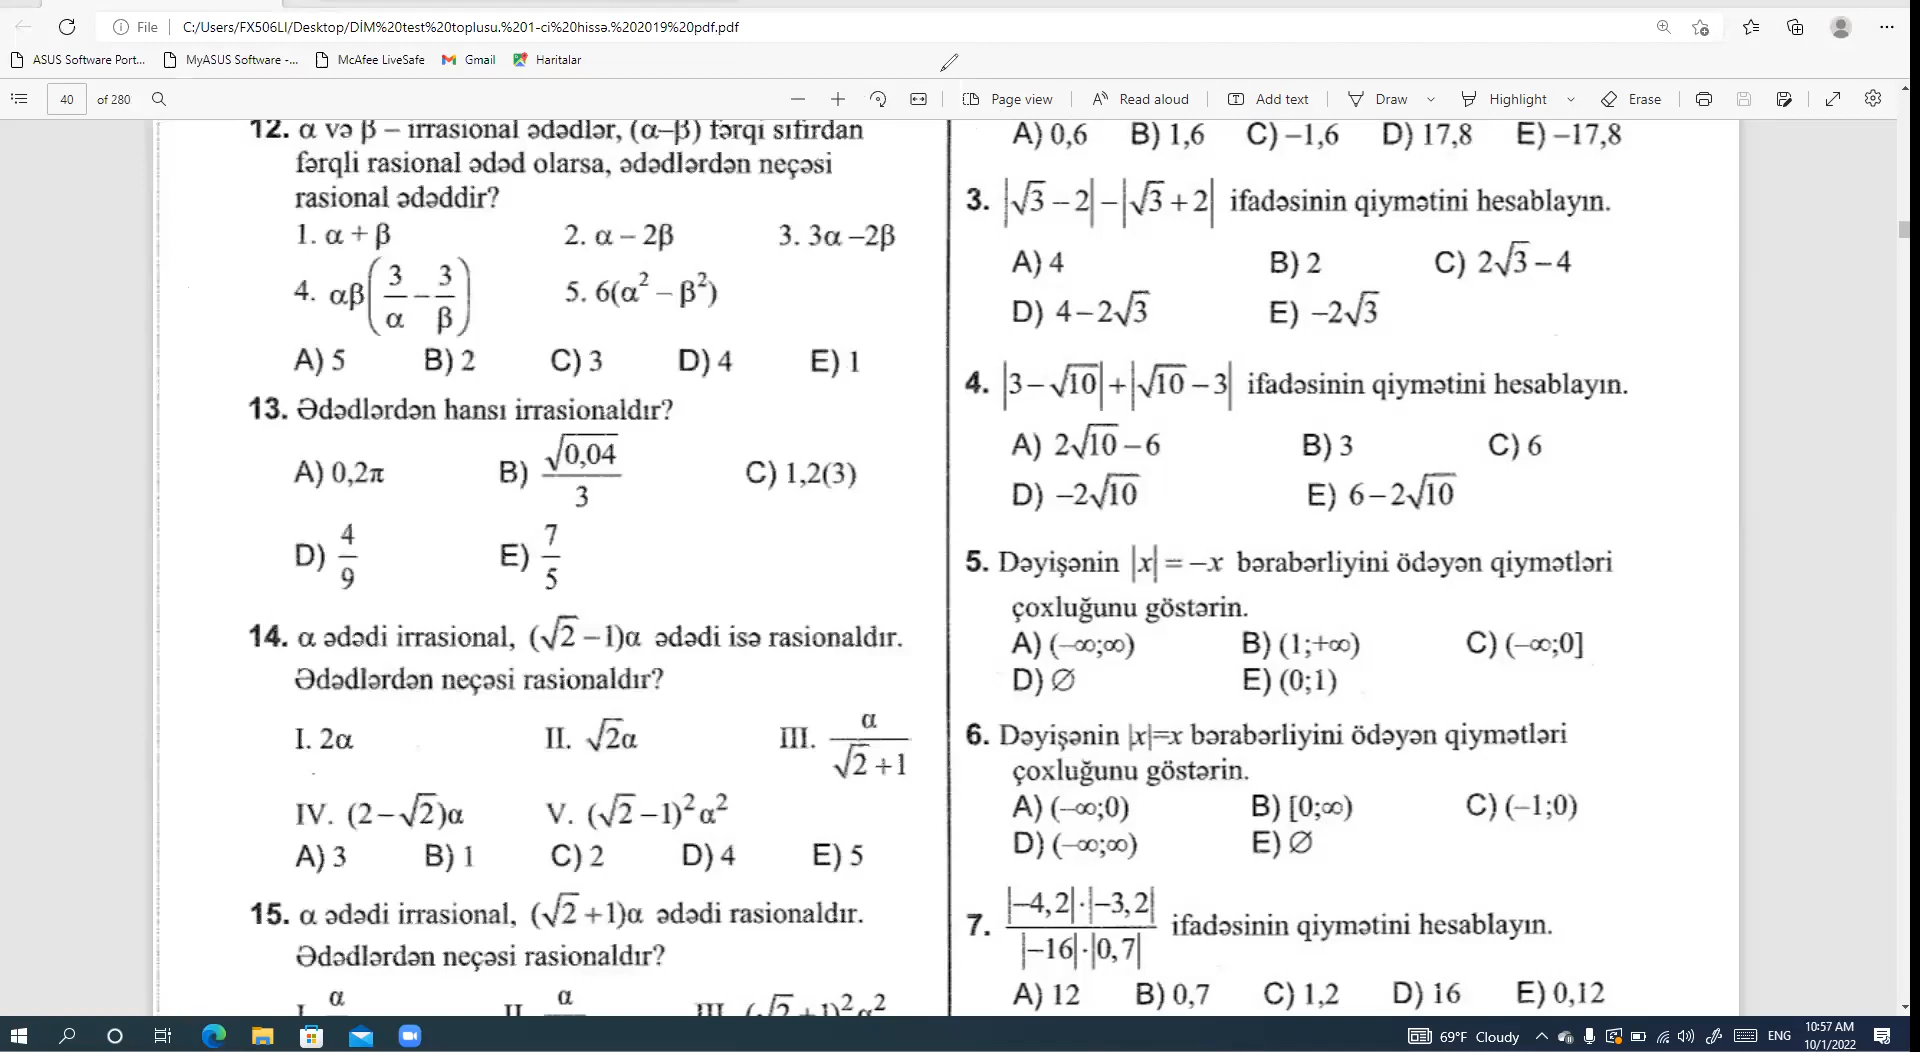 File
C:/Users/FX506LI/Desktop/DİM%20test%20toplusu.%201-ci%20hissə.%202019%20pdf.pdf
ASUS Software Port...
MyASUS Software -...
McAfee LiveSafe
Gmail
Haritalar
40 of 280
Page view
Read aloud
Add text
Draw
Highlight
Erase
12. α və β – irrasional ədədlər, (α–β) fərqi sıfırdan
fərqli rasional ədəd olarsa, ədədlərdən neçəsi
rasional ədəddir?
1. α + β 2. α – 2β 3. 3α –2β
4. αβ(3/α – 3/β) 5. 6(α² – β²)
A) 5 B) 2 C) 3 D) 4 E) 1
13. Ədədlərdən hansı irrasionaldır?
A) 0,2π B) √0,04/3 C) 1,2(3)
D) 4/9 E) 7/5
14. α ədədi irrasional, (√2 – 1)α ədədi isə rasionaldır.
Ədədlərdən neçəsi rasionaldır?
I. 2α II. √2α III. α/(√2 + 1)
IV. (2 – √2)α V. (√2 – 1)²α²
A) 3 B) 1 C) 2 D) 4 E) 5
15. α ədədi irrasional, (√2 + 1)α ədədi rasionaldır.
Ədədlərdən neçəsi rasionaldır?
I. α II. α III. (√2 + 1)²α²
A) 0,6 B) 1,6 C) –1,6 D) 17,8 E) –17,8
3. |√3 – 2| – |√3 + 2| ifadəsinin qiymətini hesablayın.
A) 4 B) 2 C) 2√3 – 4
D) 4 – 2√3 E) –2√3
4. |3 – √10| + |√10 – 3| ifadəsinin qiymətini hesablayın.
A) 2√10 – 6 B) 3 C) 6
D) –2√10 E) 6 – 2√10
5. Dəyişənin |x| = –x bərabərliyini ödəyən qiymətləri
çoxluğunu göstərin.
A) (–∞;∞) B) (1;+∞) C) (–∞;0]
D) ∅ E) (0;1)
6. Dəyişənin |x|=x bərabərliyini ödəyən qiymətləri
çoxluğunu göstərin.
A) (–∞;0) B) [0;∞) C) (–1;0)
D) (–∞;∞) E) ∅
7. |–4,2|·|–3,2| / |–16|·|0,7| ifadəsinin qiymətini hesablayın.
A) 12 B) 0,7 C) 1,2 D) 16 E) 0,12
69°F Cloudy
ENG
10:57 AM
10/1/2022